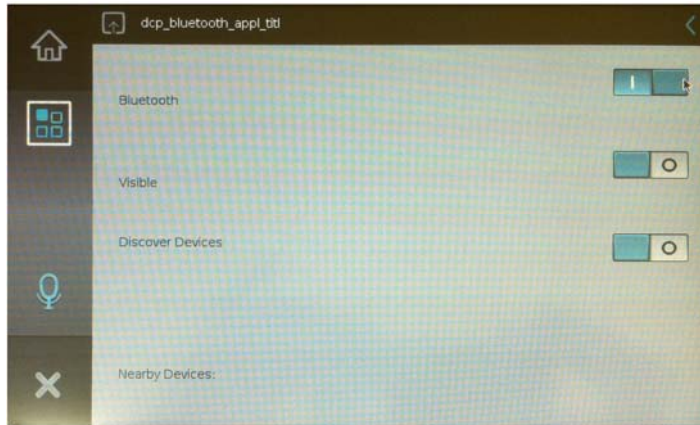 dcp_bluetooth_appl_titl
Bluetooth
Visible
Discover Devices
Nearby Devices: